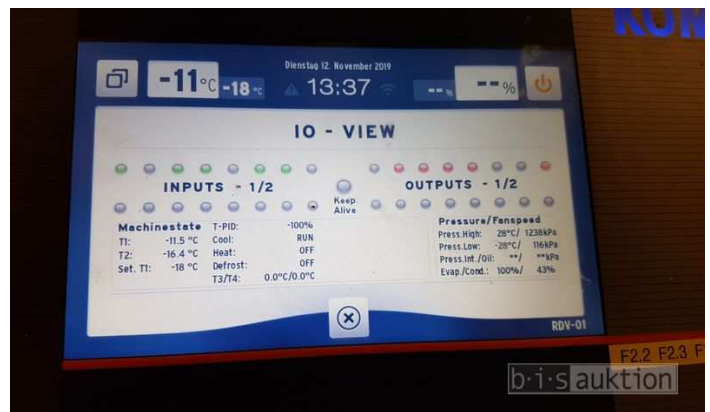 KOM
Dienstag 12. November 2019
-11°C -18°C 13:37 --% --%
IO - VIEW
INPUTS - 1/2
OUTPUTS - 1/2
Keep
Alive
Machinestate
T1: -11.5 °C
T2: -16.4 °C
Set. T1: -18 °C
T-PID: -100%
Cool: RUN
Heat: OFF
Defrost: OFF
T3/T4: 0.0°C/0.0°C
Pressure/Fanspeed
Press.High: 28°C/ 1238kPa
Press.Low: -28°C/ 116kPa
Press.Int./Oil: **/ **kPa
Evap./Cond.: 100%/ 43%
RDV-01
F2.2 F2.3 F
b·i·s auktion